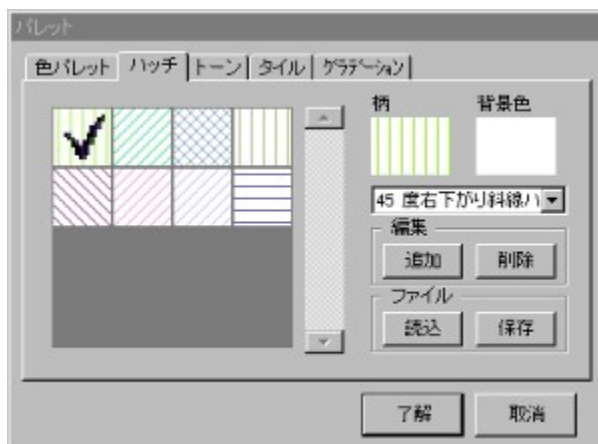 パレット
色パレット ハッチ トーン タイル グラデーション
柄 背景色
45 度右下がり斜線ハ
編集
追加 削除
ファイル
読込 保存
了解 取消